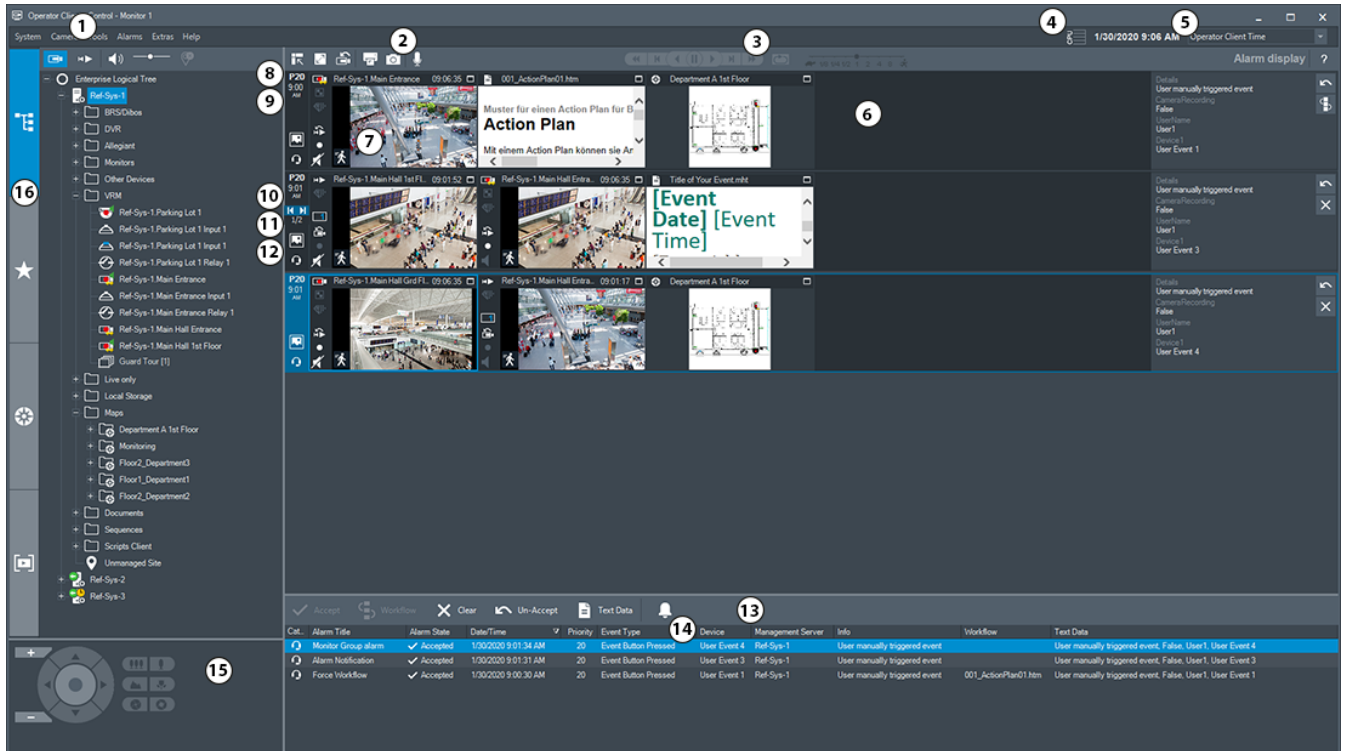 Operator Client
Control - Monitor 1
1
2
3
4
5
System
Tools
Alarms
Extras
Help
1/30/2020 9:06 AM
Operator Client Time
Alarm display
?
Enterprise Logical Tree
Ref-Sys-1
BRS/Dibos
DVR
Allegiant
Monitors
Other Devices
VRM
Ref-Sys-1.Parking Lot 1
Ref-Sys-1.Parking Lot 1 Input 1
Ref-Sys-1.Parking Lot 1 Input 1
Ref-Sys-1.Parking Lot 1 Relay 1
Ref-Sys-1.Main Entrance
Ref-Sys-1.Main Entrance Input 1
Ref-Sys-1.Main Entrance Relay 1
Ref-Sys-1.Main Hall Entrance
Ref-Sys-1.Main Hall 1st Floor
Guard Tour [1]
Live only
Local Storage
Maps
Department A 1st Floor
Monitoring
Floor2_Department3
Floor1_Department1
Floor2_Department2
Documents
Sequences
Scripts Client
Unmanaged Site
Ref-Sys-2
Ref-Sys-3
16
8
9
10
11
12
P20
9:00
AM
Ref-Sys-1.Main Entrance
09:06:35
001_ActionPlan01.htm
Department A 1st Floor
7
6
Muster für einen Action Plan für B
Action Plan
Mit einem Action Plan können sie Ar
Details
User manually triggered event
CameraRecording
False
UserName
User1
Device1
User Event 1
P20
9:01
AM
1/2
Ref-Sys-1.Main Hall 1st Fl..
09:01:52
Ref-Sys-1.Main Hall Entra..
09:06:35
Title of Your Event.mht
[Event
Date] [Event
Time]
Details
User manually triggered event
CameraRecording
False
UserName
User1
Device1
User Event 3
P20
9:01
AM
Ref-Sys-1.Main Hall Grd Fl..
09:06:35
Ref-Sys-1.Main Hall Entra..
09:01:17
Department A 1st Floor
Details
User manually triggered event
CameraRecording
False
UserName
User1
Device1
User Event 4
Accept
Workflow
Clear
Un-Accept
Text Data
13
14
Cat..
Alarm Title
Alarm State
Date/Time
Priority
Event Type
Device
Management Server
Info
Workflow
Text Data
Monitor Group alarm
Accepted
1/30/2020 9:01:34 AM
20
Event Button Pressed
User Event 4
Ref-Sys-1
User manually triggered event
User manually triggered event, False, User1, User Event 4
Alarm Notification
Accepted
1/30/2020 9:01:31 AM
20
Event Button Pressed
User Event 3
Ref-Sys-1
User manually triggered event
User manually triggered event, False, User1, User Event 3
Force Workflow
Accepted
1/30/2020 9:00:30 AM
20
Event Button Pressed
User Event 1
Ref-Sys-1
User manually triggered event
001_ActionPlan01.htm
User manually triggered event, False, User1, User Event 1
15